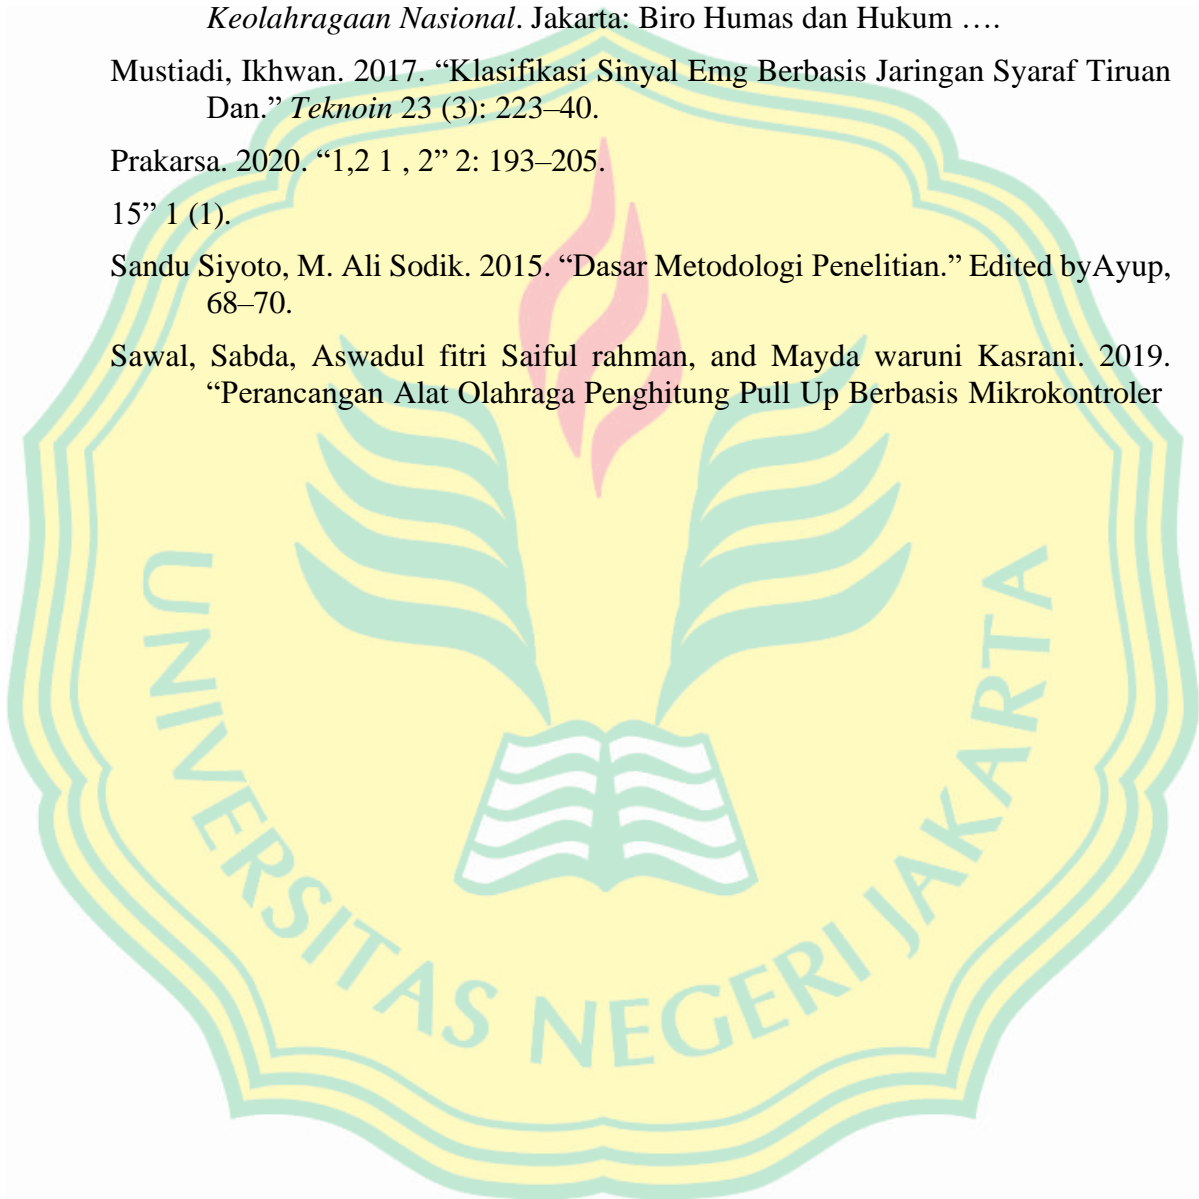 Keolahragaan Nasional. Jakarta: Biro Humas dan Hukum ….
Mustiadi, Ikhwan. 2017. “Klasifikasi Sinyal Emg Berbasis Jaringan Syaraf Tiruan
Dan.” Teknoin 23 (3): 223–40.
Prakarsa. 2020. “1,2 1 , 2” 2: 193–205.
15” 1 (1).
Sandu Siyoto, M. Ali Sodik. 2015. “Dasar Metodologi Penelitian.” Edited byAyup,
68–70.
Sawal, Sabda, Aswadul fitri Saiful rahman, and Mayda waruni Kasrani. 2019.
“Perancangan Alat Olahraga Penghitung Pull Up Berbasis Mikrokontroler
UNIVERSITAS NEGERI JAKARTA